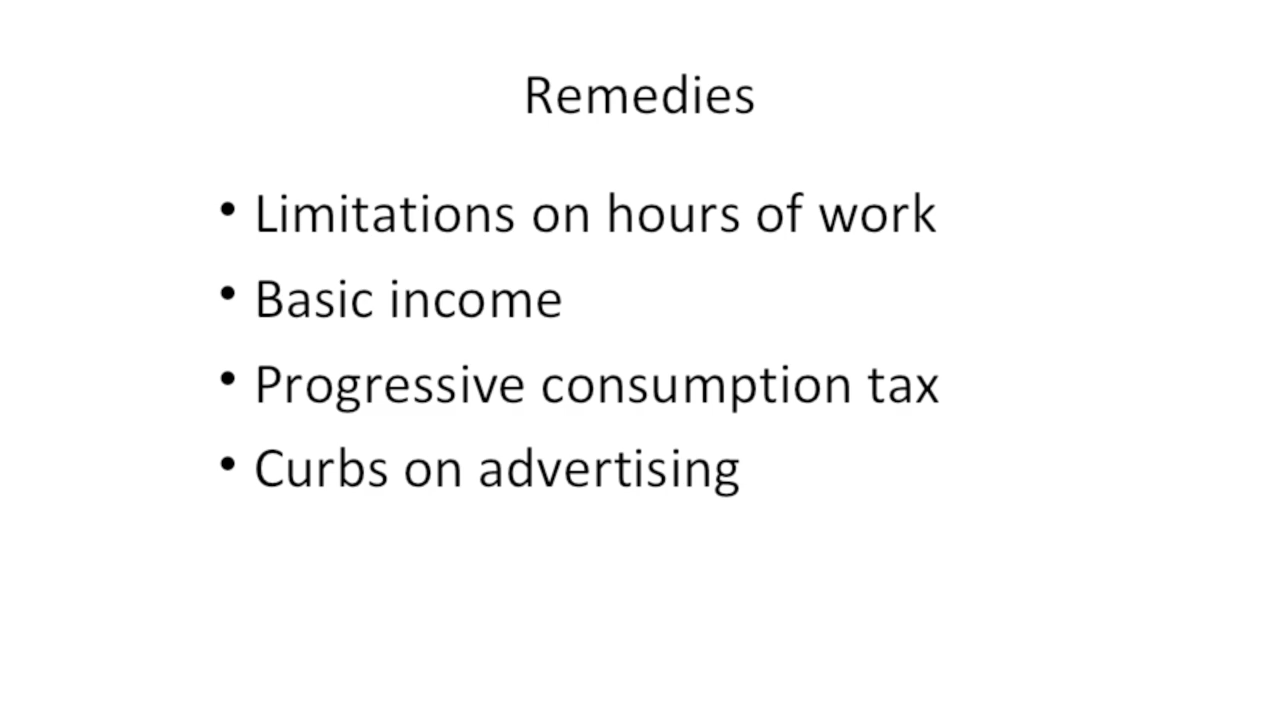 Remedies
• Limitations on hours of work
• Basic income
• Progressive consumption tax
• Curbs on advertising